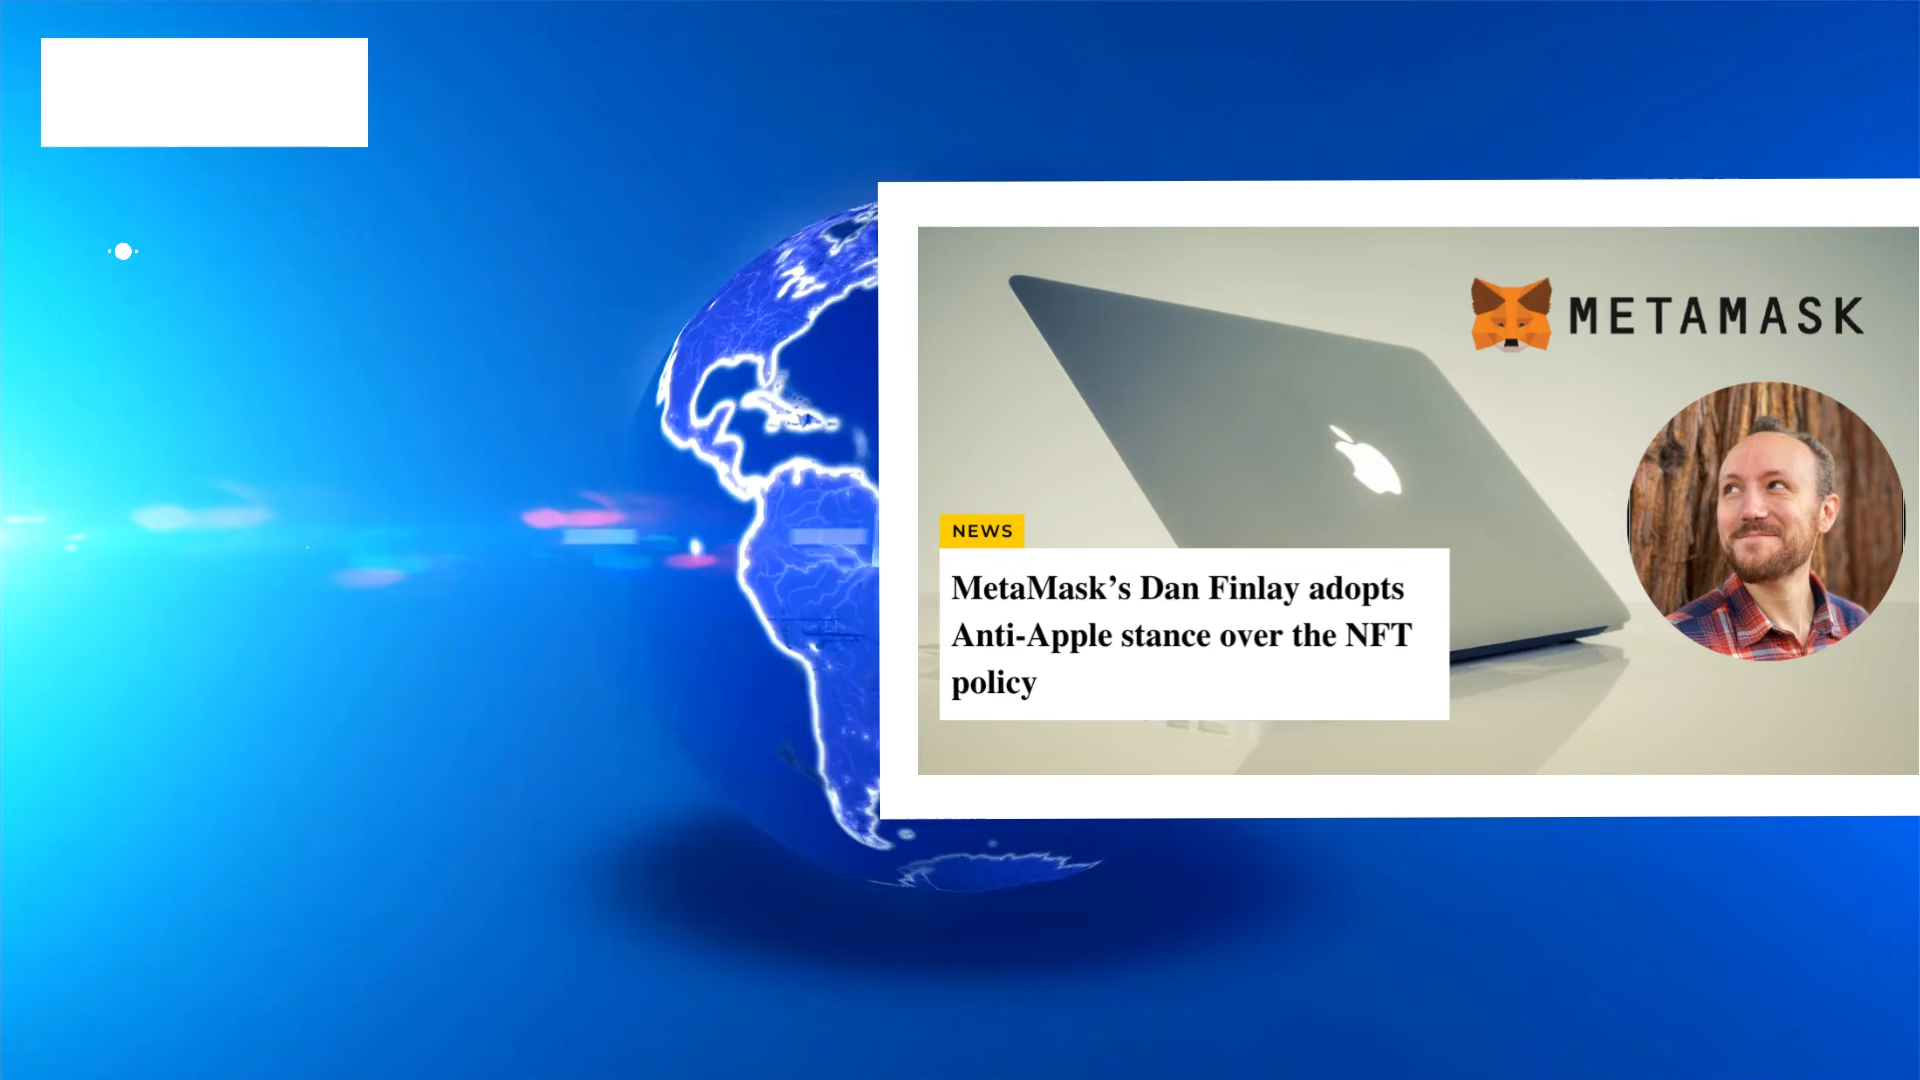 METAMASK
NEWS
MetaMask’s Dan Finlay adopts
Anti-Apple stance over the NFT
policy